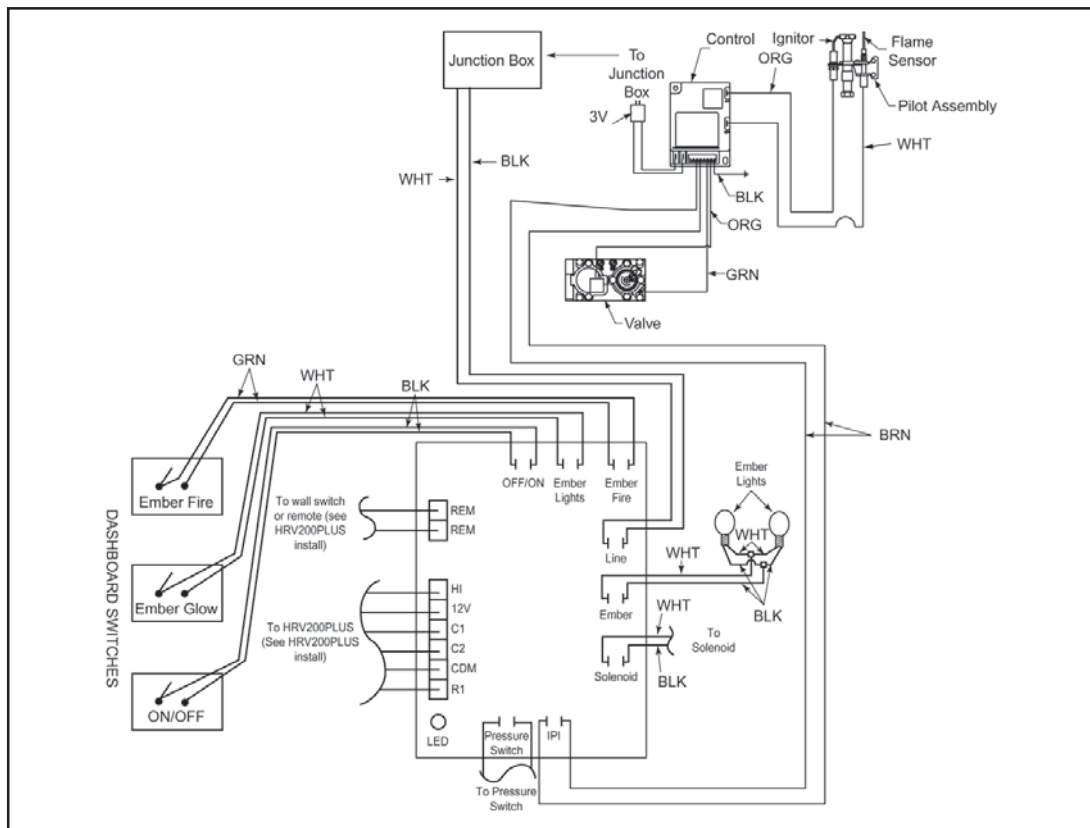 Junction Box
To
Junction
Box
3V
Control
ORG
Ignitor
Flame
Sensor
Pilot Assembly
WHT
BLK
WHT
BLK
ORG
GRN
Valve
GRN
WHT
BLK
BRN
DASHBOARD SWITCHES
Ember Fire
Ember Glow
ON/OFF
OFF/ON
Ember
Lights
Ember
Fire
To wall switch
or remote (see
HRV200PLUS
install)
REM
REM
Line
Ember
Lights
WHT
WHT
BLK
Ember
WHT
To
Solenoid
BLK
Solenoid
To HRV200PLUS
(See HRV200PLUS
install)
HI
12V
C1
C2
CDM
R1
LED
Pressure
Switch
IPI
To Pressure
Switch